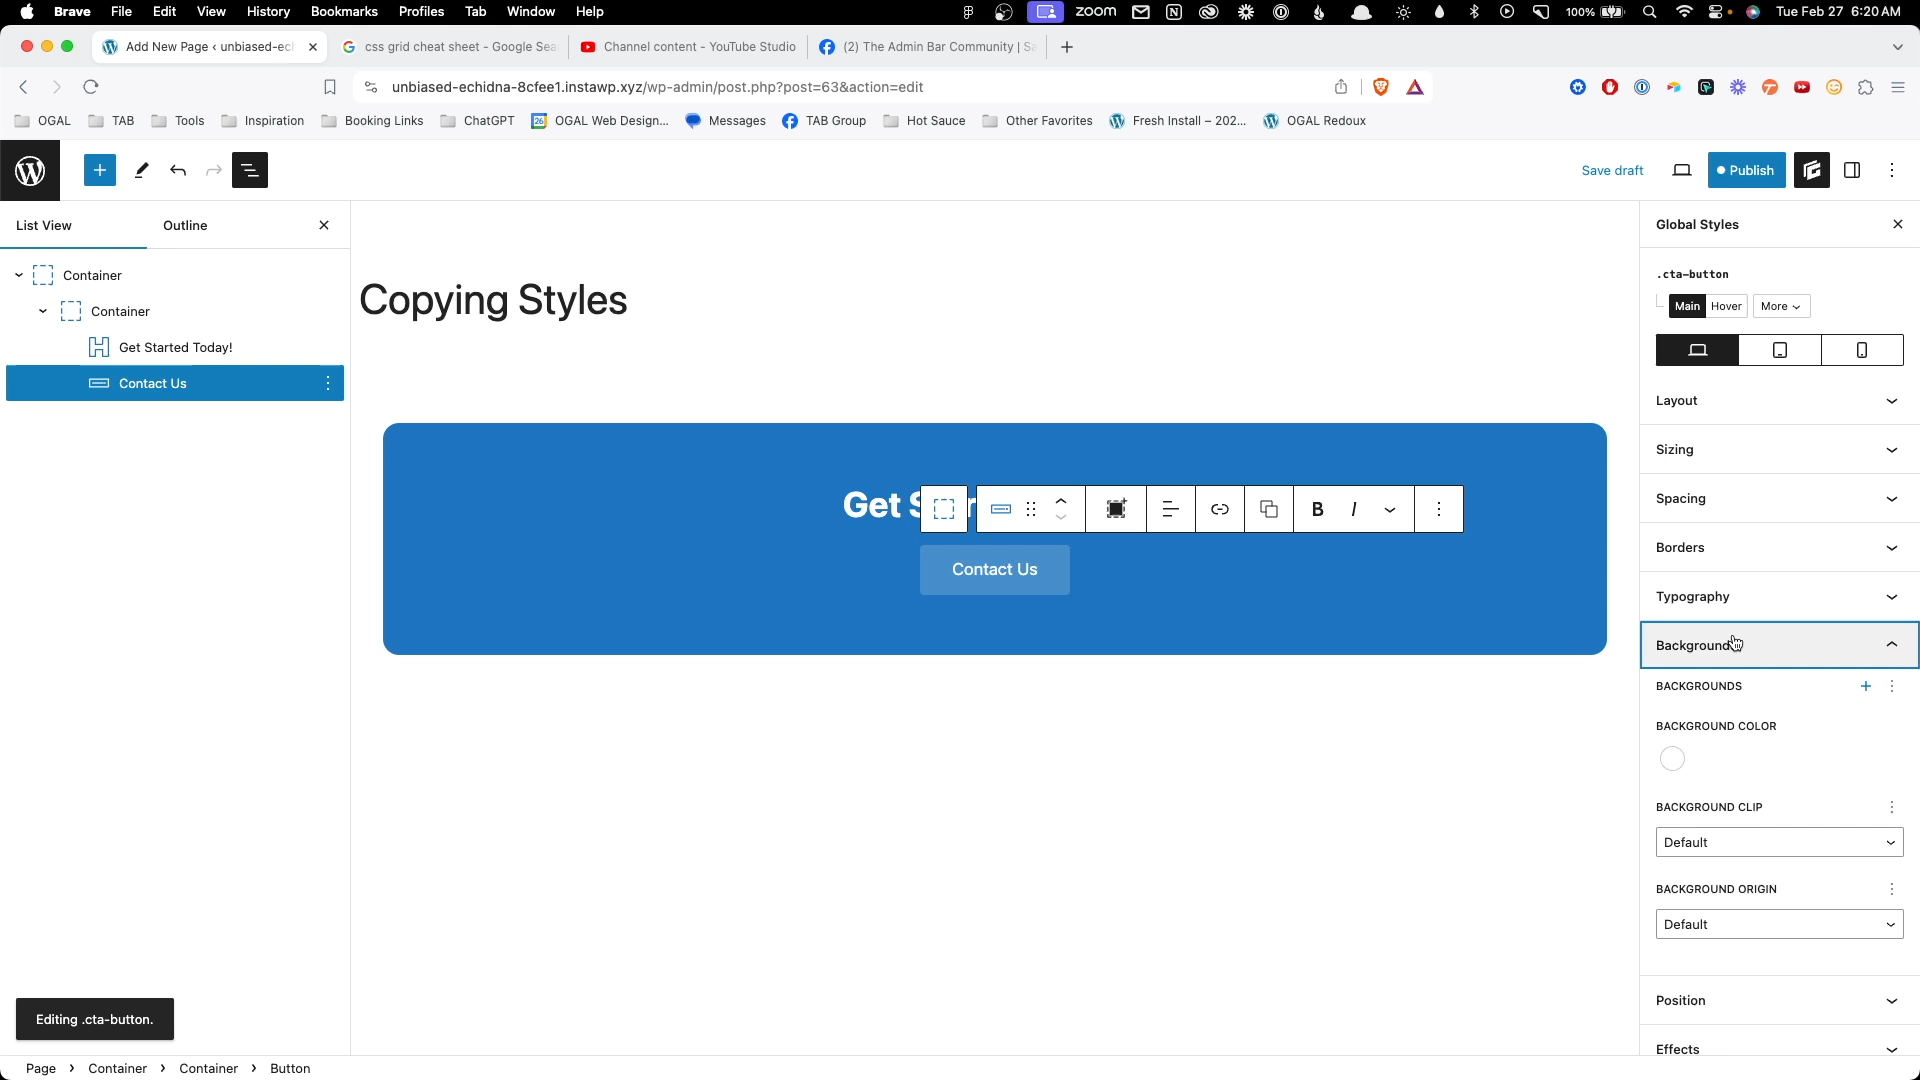 Brave File Edit View History Bookmarks Profiles Tab Window Help zoom 100% Tue Feb 27 6:20 AM
Add New Page ‹ unbiased-ec css grid cheat sheet - Google Sea Channel content - YouTube Studio (2) The Admin Bar Community | Sa
unbiased-echidna-8cfee1.instawp.xyz/wp-admin/post.php?post=63&action=edit
OGAL TAB Tools Inspiration Booking Links ChatGPT OGAL Web Design... Messages TAB Group Hot Sauce Other Favorites Fresh Install – 202... OGAL Redoux
Save draft Publish
List View Outline
Container
Container
Get Started Today!
Contact Us
Copying Styles
Get S
Contact Us
B I
Global Styles
.cta-button
Main Hover More
Layout
Sizing
Spacing
Borders
Typography
Background
BACKGROUNDS
BACKGROUND COLOR
BACKGROUND CLIP
Default
BACKGROUND ORIGIN
Default
Position
Effects
Editing .cta-button.
Page › Container › Container › Button